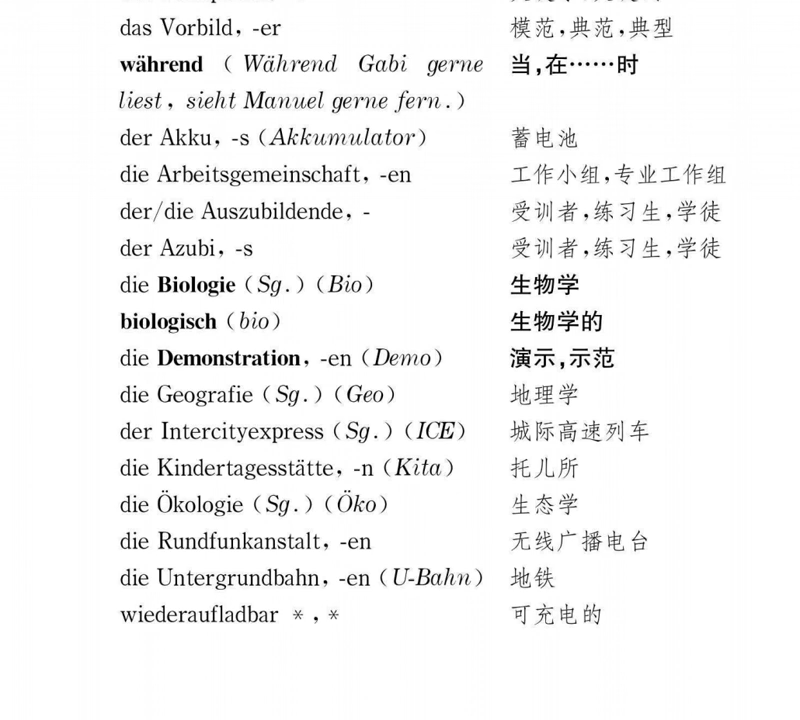 das Vorbild, -er 模范,典范,典型
während ( Während Gabi gerne 当,在……时
liest, sieht Manuel gerne fern.)
der Akku, -s (Akkumulator) 蓄电池
die Arbeitsgemeinschaft, -en 工作小组,专业工作组
der/die Auszubildende, - 受训者,练习生,学徒
der Azubi, -s 受训者,练习生,学徒
die Biologie (Sg.) (Bio) 生物学
biologisch (bio) 生物学的
die Demonstration, -en (Demo) 演示,示范
die Geografie (Sg.) (Geo) 地理学
der Intercityexpress (Sg.) (ICE) 城际高速列车
die Kindertagesstätte, -n (Kita) 托儿所
die Ökologie (Sg.) (Öko) 生态学
die Rundfunkanstalt, -en 无线广播电台
die Untergrundbahn, -en (U-Bahn) 地铁
wiederaufladbar *, * 可充电的